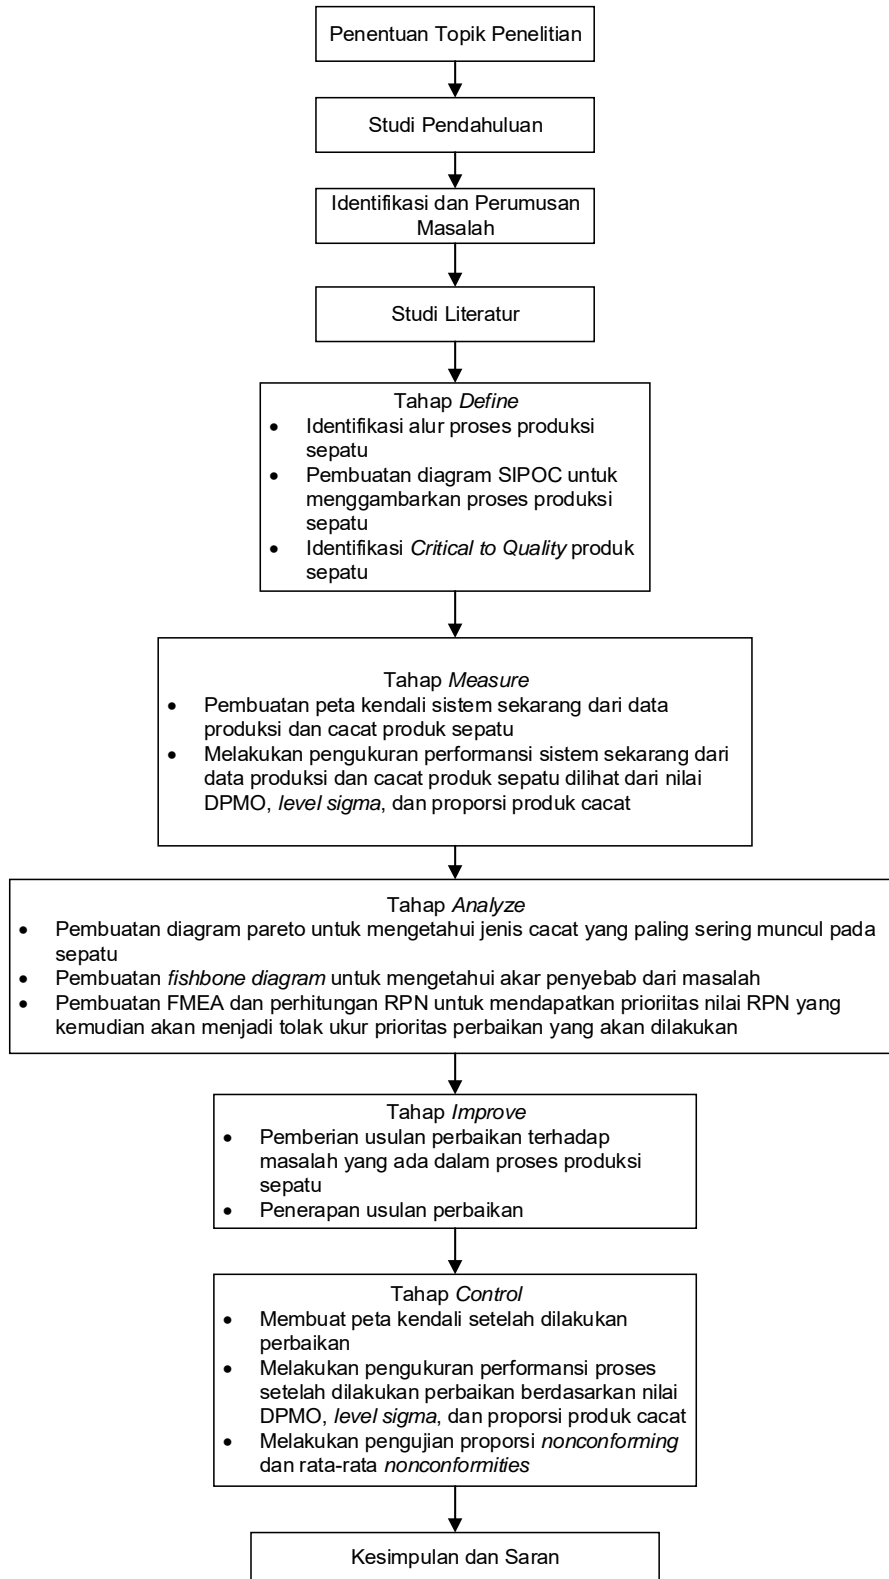 Penentuan Topik Penelitian
Studi Pendahuluan
Identifikasi dan Perumusan
Masalah
Studi Literatur
Tahap Define
• Identifikasi alur proses produksi
sepatu
• Pembuatan diagram SIPOC untuk
menggambarkan proses produksi
sepatu
• Identifikasi Critical to Quality produk
sepatu
Tahap Measure
• Pembuatan peta kendali sistem sekarang dari data
produksi dan cacat produk sepatu
• Melakukan pengukuran performansi sistem sekarang dari
data produksi dan cacat produk sepatu dilihat dari nilai
DPMO, level sigma, dan proporsi produk cacat
Tahap Analyze
• Pembuatan diagram pareto untuk mengetahui jenis cacat yang paling sering muncul pada
sepatu
• Pembuatan fishbone diagram untuk mengetahui akar penyebab dari masalah
• Pembuatan FMEA dan perhitungan RPN untuk mendapatkan prioriitas nilai RPN yang
kemudian akan menjadi tolak ukur prioritas perbaikan yang akan dilakukan
Tahap Improve
• Pemberian usulan perbaikan terhadap
masalah yang ada dalam proses produksi
sepatu
• Penerapan usulan perbaikan
Tahap Control
• Membuat peta kendali setelah dilakukan
perbaikan
• Melakukan pengukuran performansi proses
setelah dilakukan perbaikan berdasarkan nilai
DPMO, level sigma, dan proporsi produk cacat
• Melakukan pengujian proporsi nonconforming
dan rata-rata nonconformities
Kesimpulan dan Saran